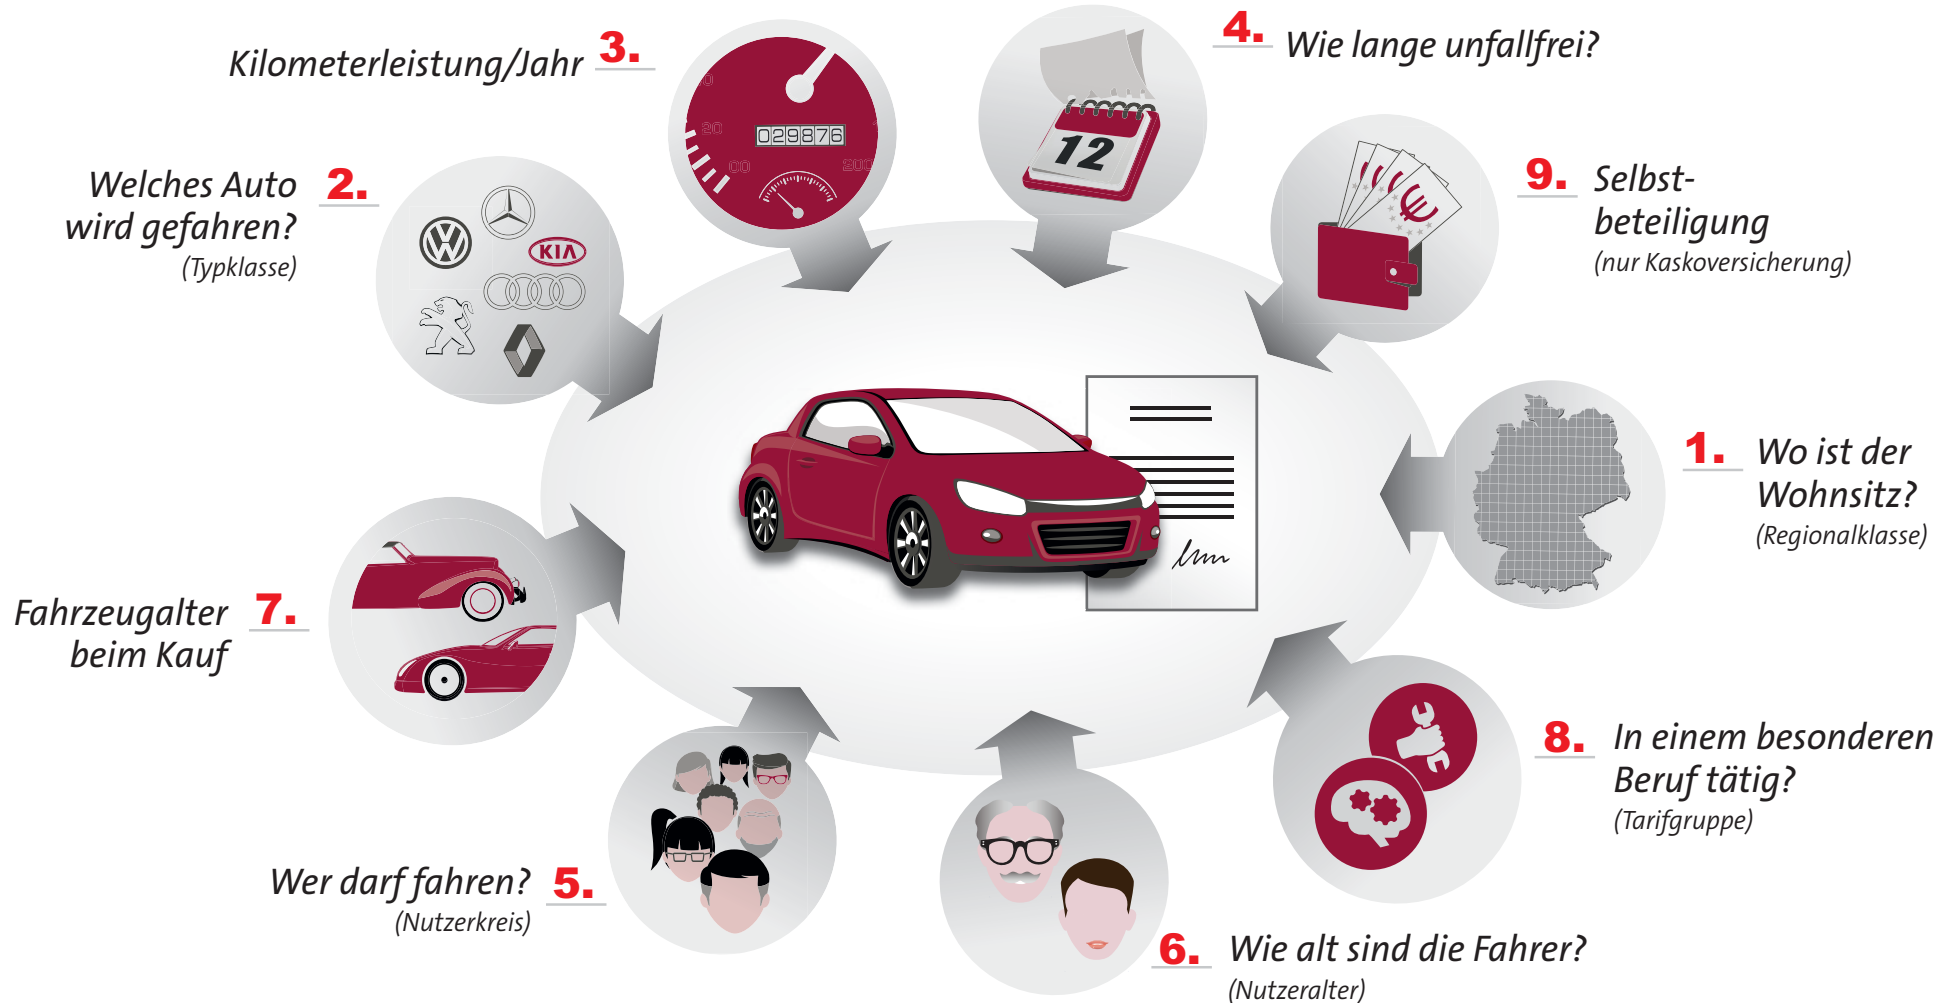 3.
Kilometerleistung/Jahr
029876
4.
Wie lange unfallfrei?
12
2.
Welches Auto
wird gefahren?
(Typklasse)
KIA
9.
Selbst-
beteiligung
(nur Kaskoversicherung)
€
1.
Wo ist der
Wohnsitz?
(Regionalklasse)
7.
Fahrzeugalter
beim Kauf
8.
In einem besonderen
Beruf tätig?
(Tarifgruppe)
5.
Wer darf fahren?
(Nutzerkreis)
6.
Wie alt sind die Fahrer?
(Nutzeralter)